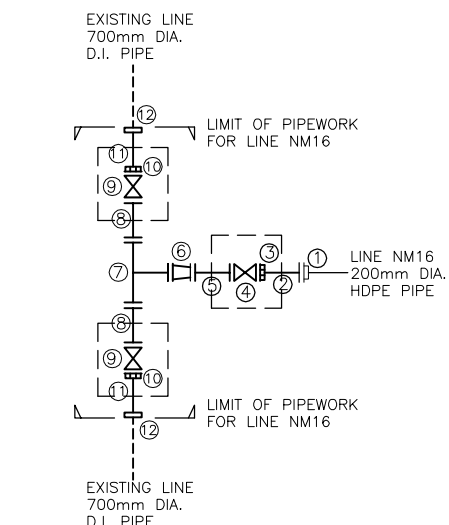 EXISTING LINE
700mm DIA.
D.I. PIPE
12
LIMIT OF PIPEWORK
FOR LINE NM16
11
10
9
8
6
3
1
LINE NM16
200mm DIA.
HDPE PIPE
7
5
4
2
8
9
10
11
LIMIT OF PIPEWORK
FOR LINE NM16
12
EXISTING LINE
700mm DIA.
D.I. PIPE